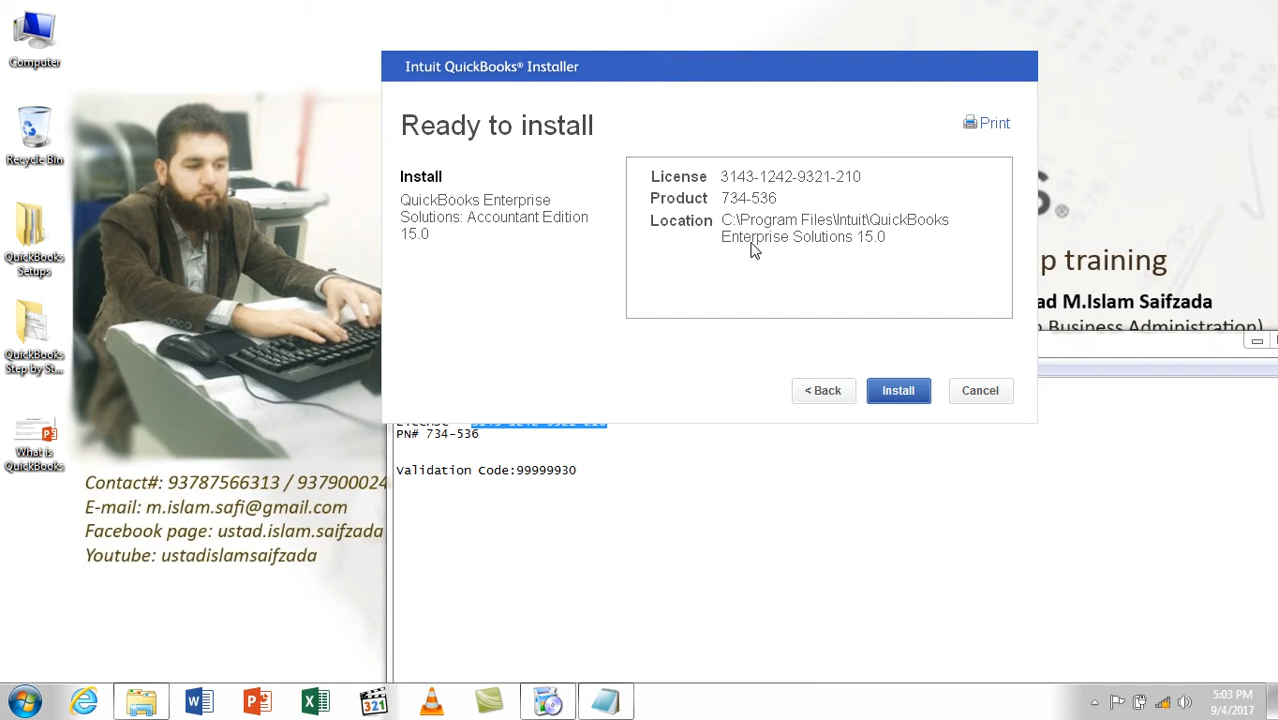 Computer
Recycle Bin
QuickBooks
Setups
QuickBooks
Step by St...
What is
QuickBooks
Intuit QuickBooks® Installer
Ready to install
Print
Install
QuickBooks Enterprise
Solutions: Accountant Edition
15.0
License 3143-1242-9321-210
Product 734-536
Location C:\Program Files\Intuit\QuickBooks
Enterprise Solutions 15.0
< Back
Install
Cancel
s.®
p training
ad M.Islam Saifzada
Business Administration)
PN# 734-536
Validation Code:99999930
Contact#: 93787566313 / 937900024
E-mail: m.islam.safi@gmail.com
Facebook page: ustad.islam.saifzada
Youtube: ustadislamsaifzada
321
5:03 PM
9/4/2017